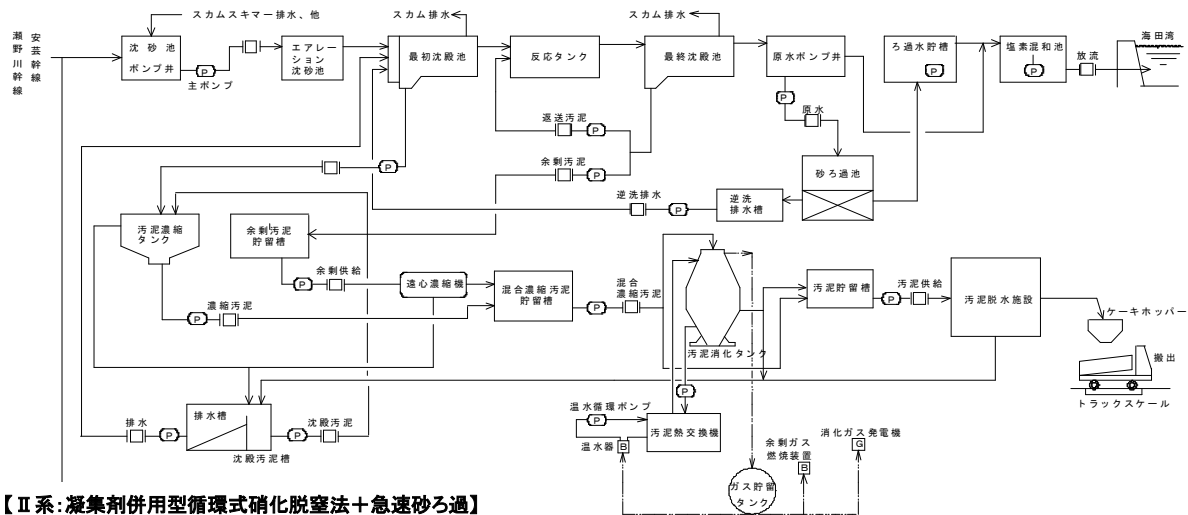 スカムスキマー排水、他
スカム排水
スカム排水
瀬野川幹線
安芸幹線
沈砂池
ポンプ井
P
主ポンプ
エアレー
ション
沈砂池
最初沈殿池
反応タンク
最終沈殿池
原水ポンプ井
ろ過水貯槽
P
塩素混和池
P
放流
海田湾
返送汚泥
P
余剰汚泥
P
P
P
原水
砂ろ過池
逆洗
排水槽
逆洗排水
P
汚泥濃縮
タンク
余剰汚泥
貯留槽
余剰供給
P
遠心濃縮機
濃縮汚泥
P
混合濃縮汚泥
貯留槽
混合
濃縮汚泥
P
汚泥消化タンク
P
汚泥貯留槽
汚泥供給
P
汚泥脱水施設
ケーキホッパー
搬出
トラックスケール
排水
P
排水槽
沈殿汚泥槽
P
沈殿汚泥
温水循環ポンプ
P
温水器
B
汚泥熱交換機
ガス貯留
タンク
余剰ガス
燃焼装置
B
消化ガス発電機
G
【Ⅱ系:凝集剤併用型循環式硝化脱窒法+急速砂ろ過】